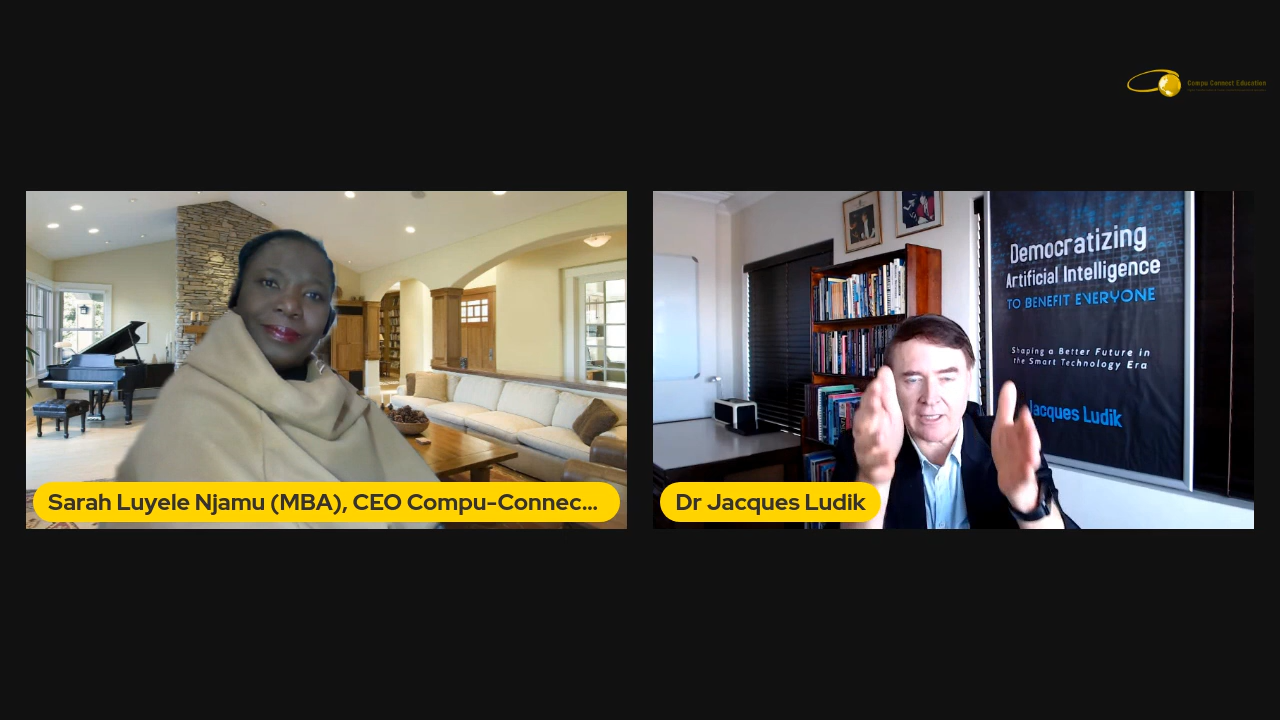 Compu Connect Education
Democratizing
Artificial Intelligence
TO BENEFIT EVERYONE
Shaping a Better Future in
the Smart Technology Era
Jacques Ludik
Sarah Luyele Njamu (MBA), CEO Compu-Connec...
Dr Jacques Ludik